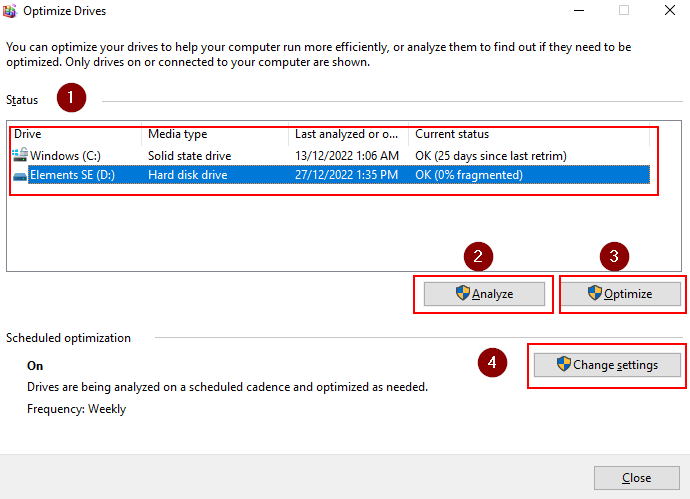 Optimize Drives
You can optimize your drives to help your computer run more efficiently, or analyze them to find out if they need to be
optimized. Only drives on or connected to your computer are shown.
Status 1
Drive Media type Last analyzed or o... Current status
Windows (C:) Solid state drive 13/12/2022 1:06 AM OK (25 days since last retrim)
Elements SE (D:) Hard disk drive 27/12/2022 1:35 PM OK (0% fragmented)
2 3
Analyze Optimize
Scheduled optimization
4 Change settings
On
Drives are being analyzed on a scheduled cadence and optimized as needed.
Frequency: Weekly
Close